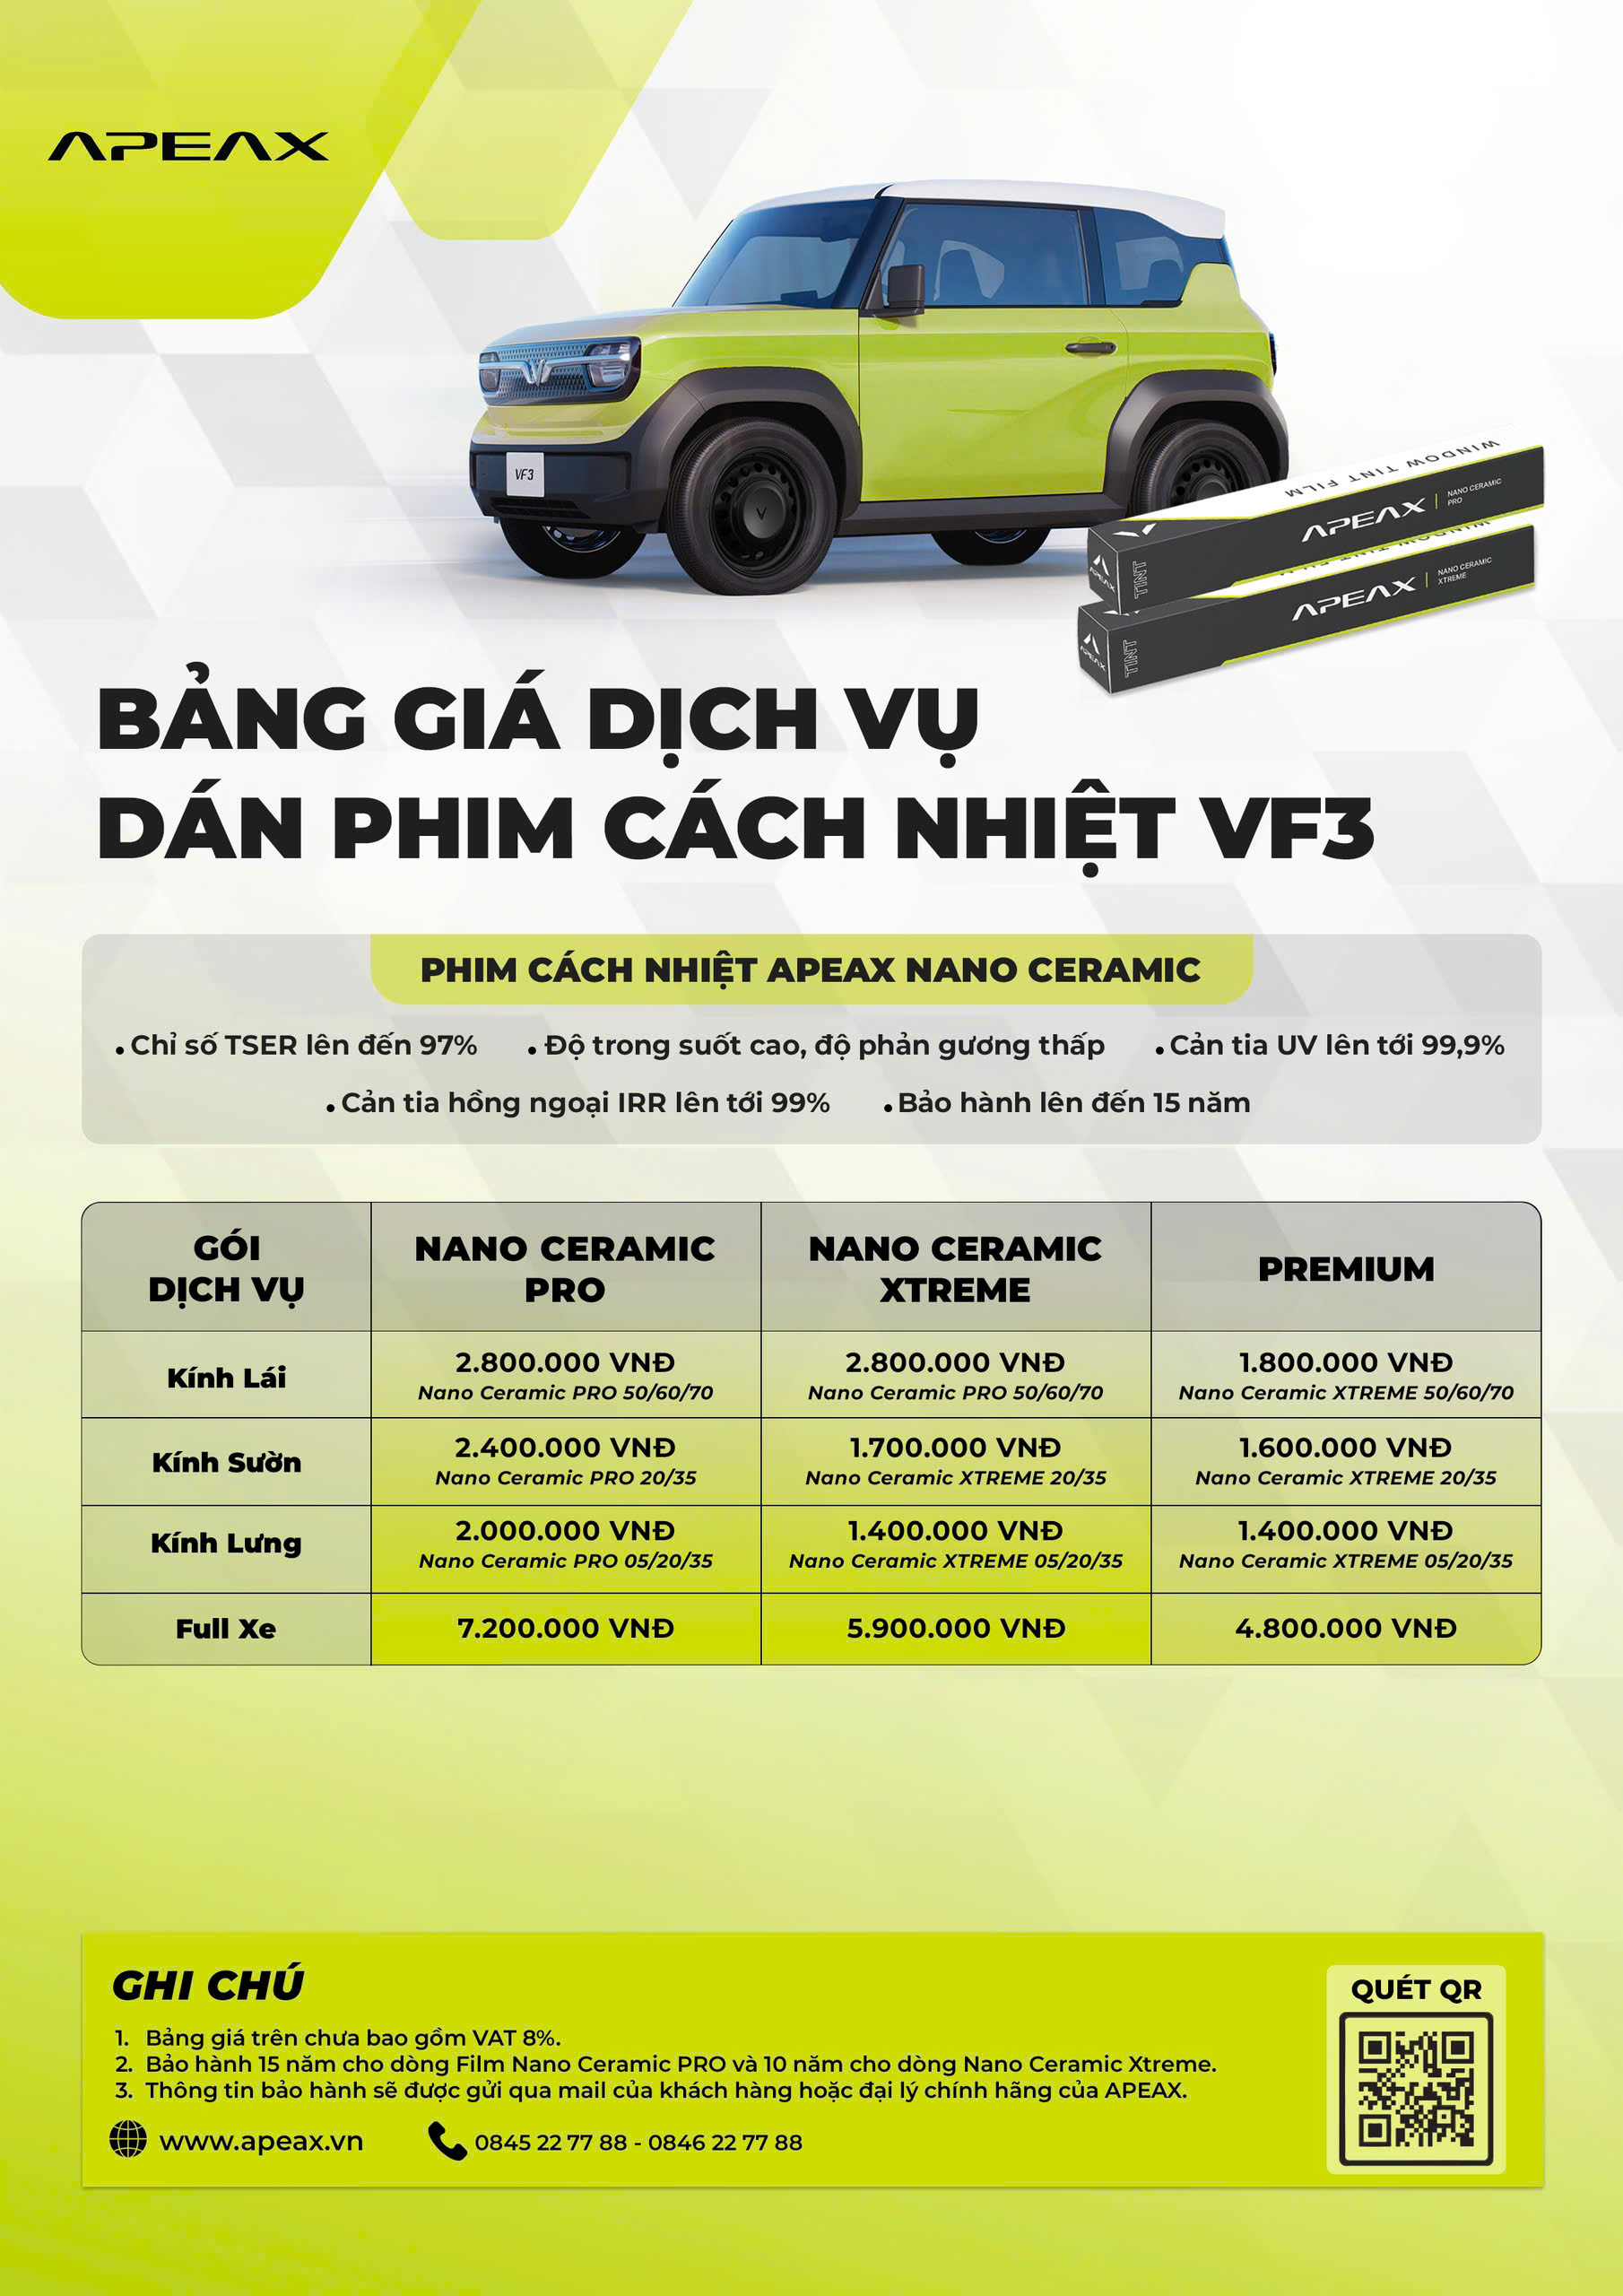 APEAX
VF3
WINDOW TINT FILM
APEAX
NANO CERAMIC
PRO
APEAX
TINT
APEAX
NANO CERAMIC
XTREME
APEAX
TINT
BẢNG GIÁ DỊCH VỤ
DÁN PHIM CÁCH NHIỆT VF3
PHIM CÁCH NHIỆT APEAX NANO CERAMIC
• Chỉ số TSER lên đến 97% • Độ trong suốt cao, độ phản gương thấp • Cản tia UV lên tới 99,9%
• Cản tia hồng ngoại IRR lên tới 99% • Bảo hành lên đến 15 năm
GÓI
DỊCH VỤ
NANO CERAMIC
PRO
NANO CERAMIC
XTREME
PREMIUM
Kính Lái
2.800.000 VNĐ
Nano Ceramic PRO 50/60/70
2.800.000 VNĐ
Nano Ceramic PRO 50/60/70
1.800.000 VNĐ
Nano Ceramic XTREME 50/60/70
Kính Sườn
2.400.000 VNĐ
Nano Ceramic PRO 20/35
1.700.000 VNĐ
Nano Ceramic XTREME 20/35
1.600.000 VNĐ
Nano Ceramic XTREME 20/35
Kính Lưng
2.000.000 VNĐ
Nano Ceramic PRO 05/20/35
1.400.000 VNĐ
Nano Ceramic XTREME 05/20/35
1.400.000 VNĐ
Nano Ceramic XTREME 05/20/35
Full Xe
7.200.000 VNĐ
5.900.000 VNĐ
4.800.000 VNĐ
GHI CHÚ
1. Bảng giá trên chưa bao gồm VAT 8%.
2. Bảo hành 15 năm cho dòng Film Nano Ceramic PRO và 10 năm cho dòng Nano Ceramic Xtreme.
3. Thông tin bảo hành sẽ được gửi qua mail của khách hàng hoặc đại lý chính hãng của APEAX.
www.apeax.vn
0845 22 77 88 - 0846 22 77 88
QUÉT QR